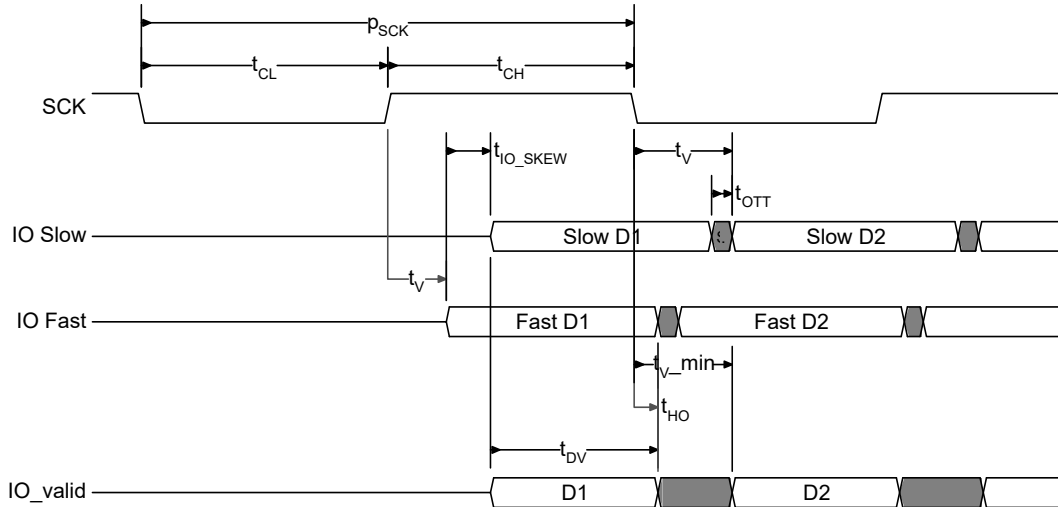 pSCK
tCL
tCH
SCK
tIO_SKEW
tV
tOTT
IO Slow
Slow D1
Slow D2
tV
IO Fast
Fast D1
Fast D2
tV_min
tHO
tDV
IO_valid
D1
D2